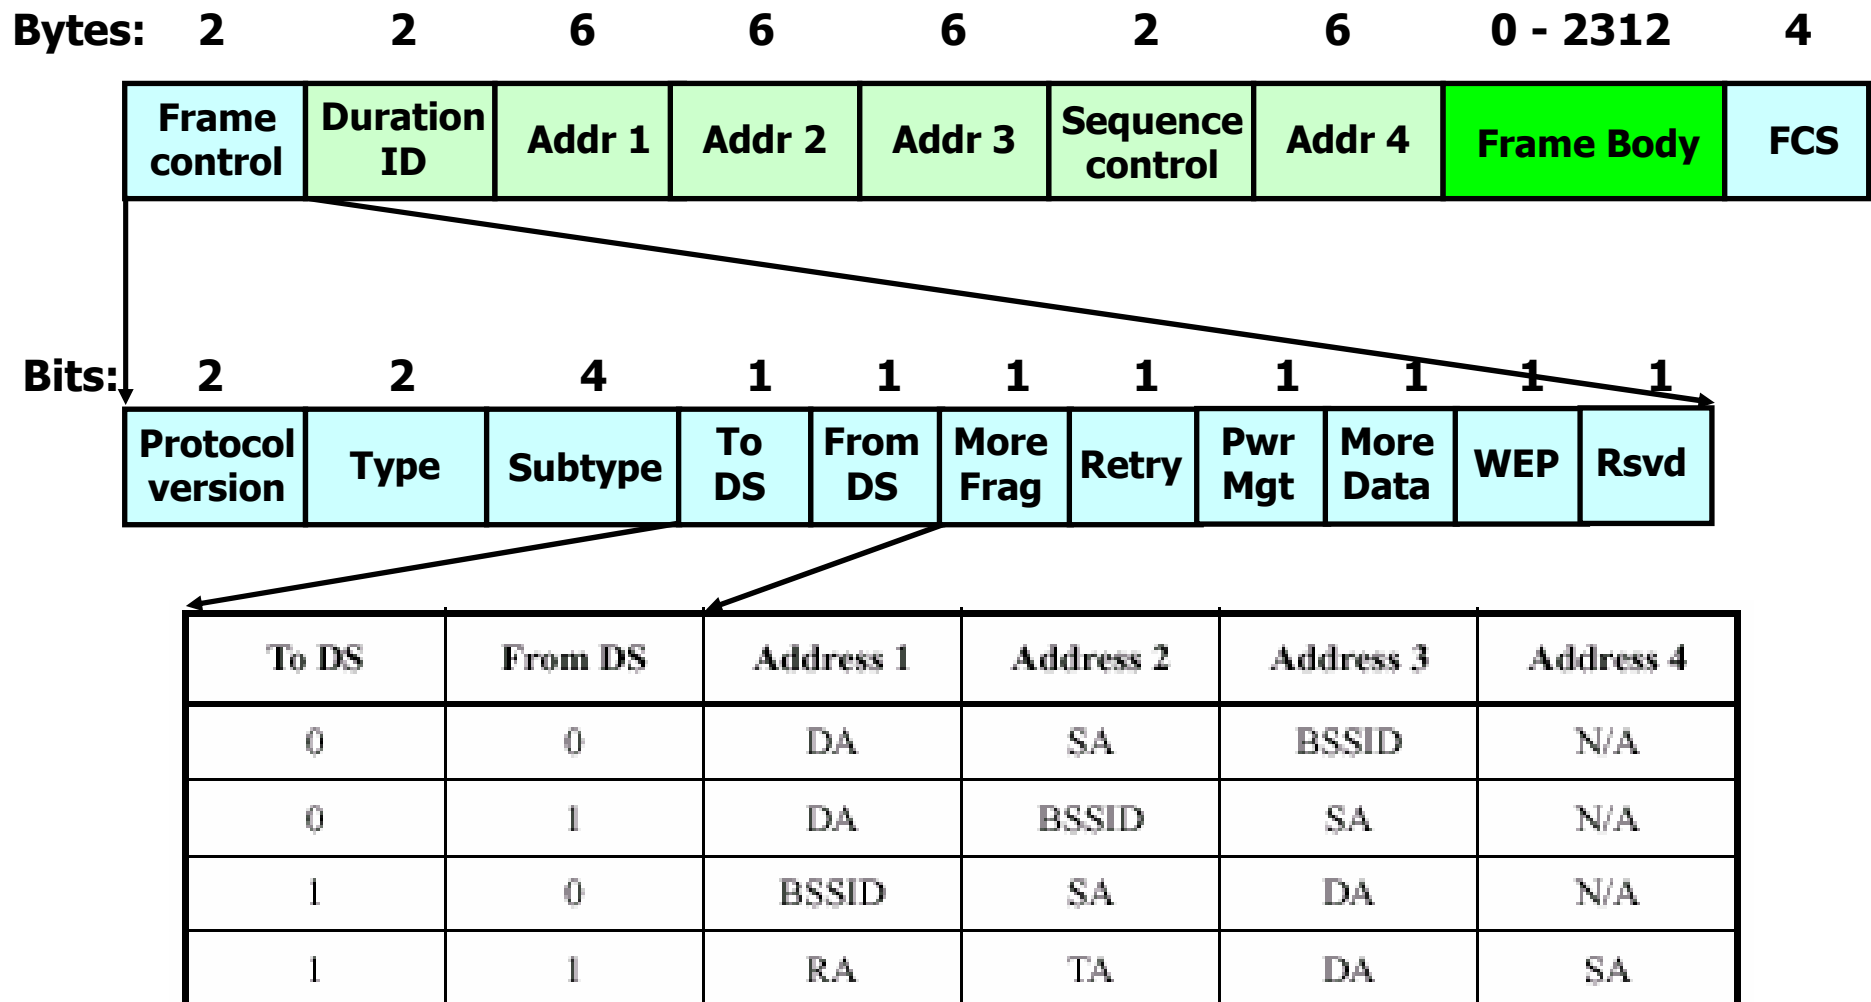 Bytes: 2 2 6 6 6 2 6 0 - 2312 4
Frame control Duration ID Addr 1 Addr 2 Addr 3 Sequence control Addr 4 Frame Body FCS
Bits: 2 2 4 1 1 1 1 1 1 1 1
Protocol version Type Subtype To DS From DS More Frag Retry Pwr Mgt More Data WEP Rsvd
To DS From DS Address 1 Address 2 Address 3 Address 4
0 0 DA SA BSSID N/A
0 1 DA BSSID SA N/A
1 0 BSSID SA DA N/A
1 1 RA TA DA SA